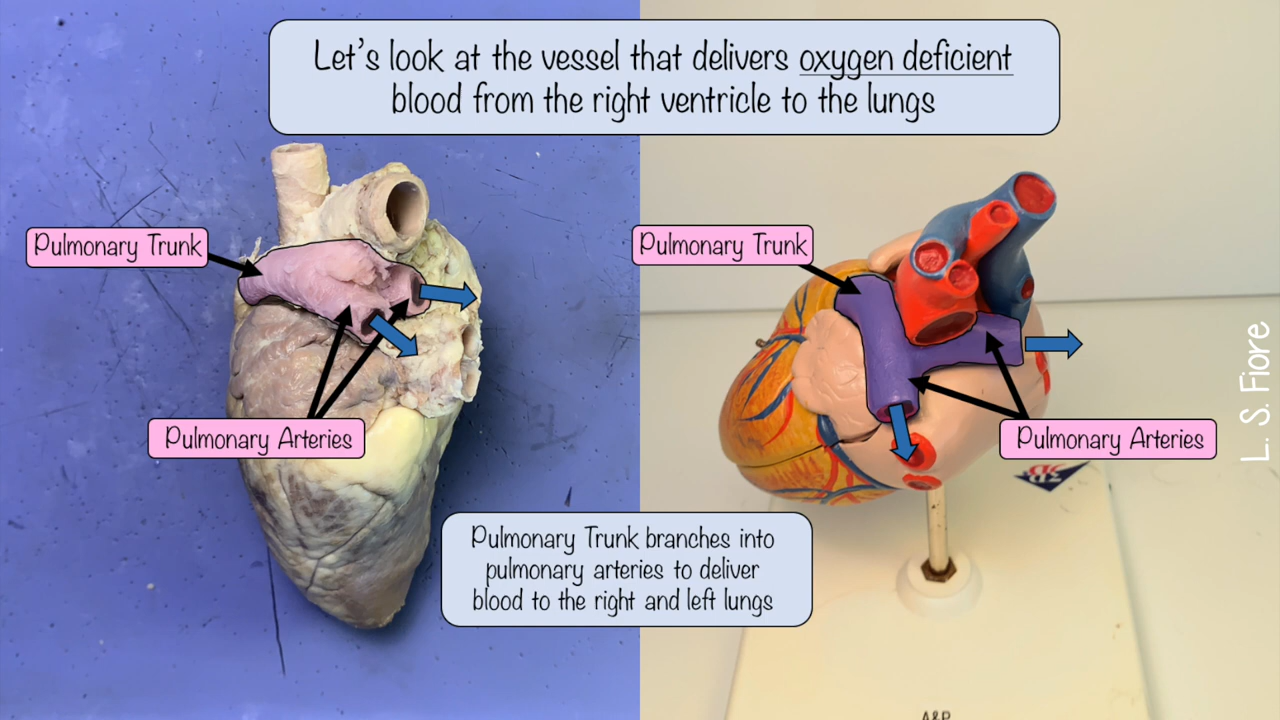 Let's look at the vessel that delivers oxygen deficient
blood from the right ventricle to the lungs
Pulmonary Trunk
Pulmonary Trunk
Pulmonary Arteries
Pulmonary Arteries
Pulmonary Trunk branches into
pulmonary arteries to deliver
blood to the right and left lungs
L. S. Fiore
A&P